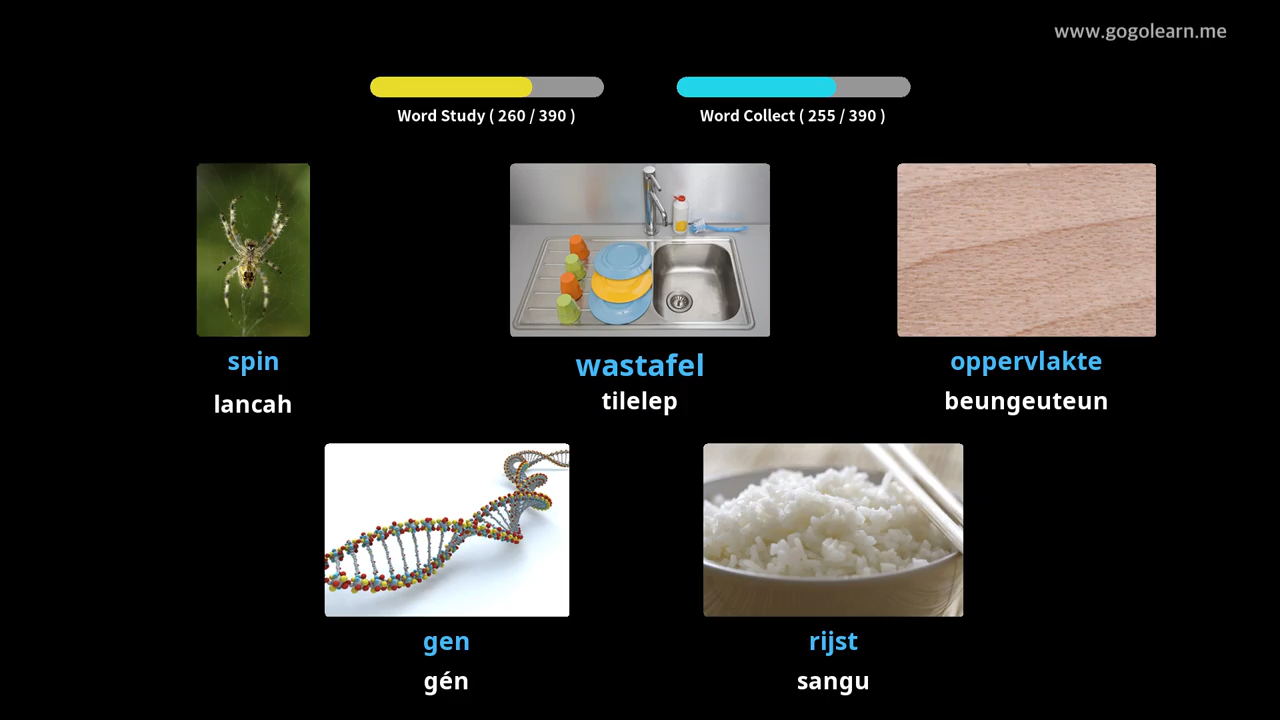 www.gogolearn.me
Word Study ( 260 / 390 )
Word Collect ( 255 / 390 )
spin
lancah
wastafel
tilelep
oppervlakte
beungeuteun
gen
gén
rijst
sangu